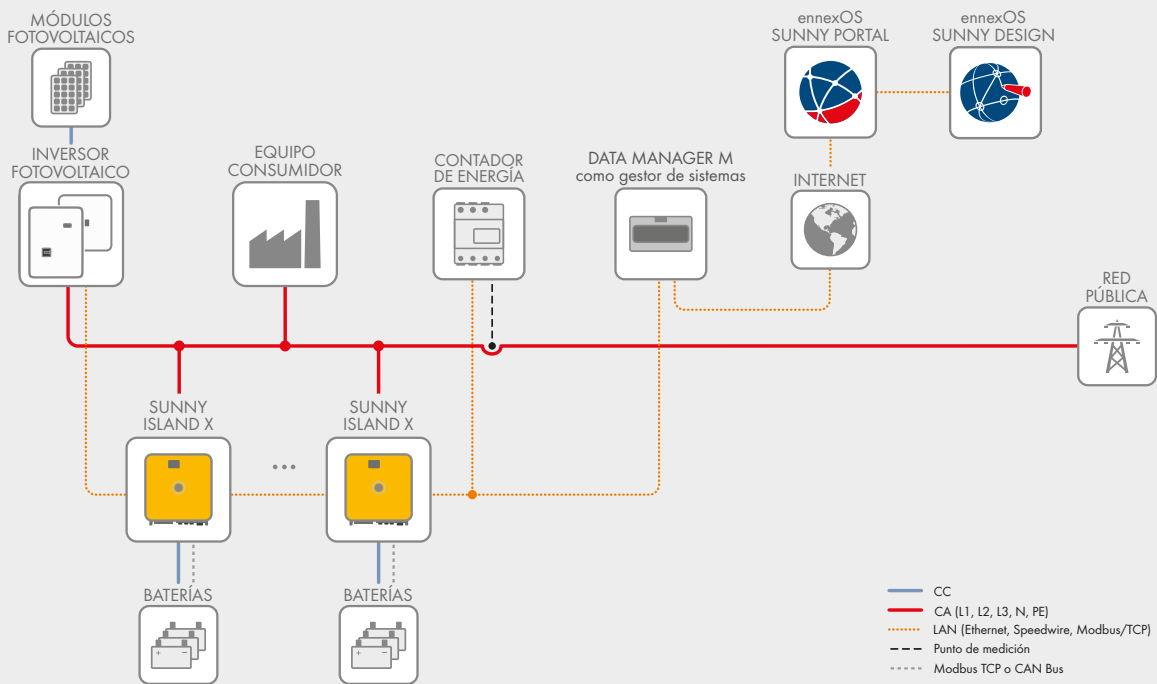 MÓDULOS
FOTOVOLTAICOS
ennexOS
SUNNY PORTAL
ennexOS
SUNNY DESIGN
INVERSOR
FOTOVOLTAICO
EQUIPO
CONSUMIDOR
CONTADOR
DE ENERGÍA
DATA MANAGER M
como gestor de sistemas
INTERNET
RED
PÚBLICA
SUNNY
ISLAND X
...
SUNNY
ISLAND X
BATERÍAS
BATERÍAS
CC
CA (L1, L2, L3, N, PE)
LAN (Ethernet, Speedwire, Modbus/TCP)
Punto de medición
Modbus TCP o CAN Bus